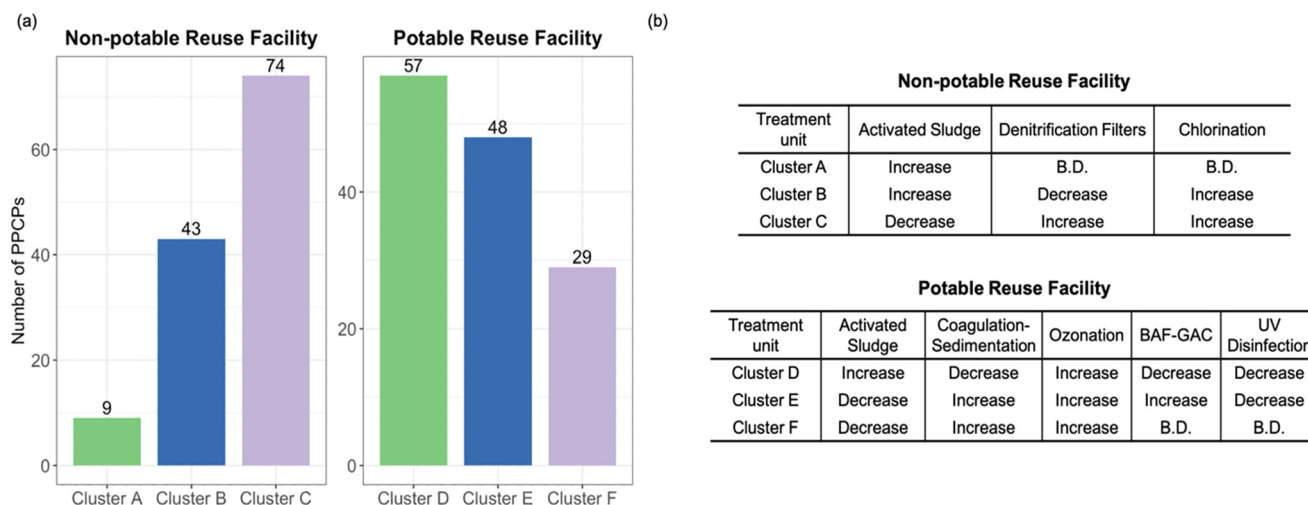 (a)
Non-potable Reuse Facility
Potable Reuse Facility
Number of PPCPs
60
40
20
0
9
43
74
Cluster A Cluster B Cluster C
40
20
0
57
48
29
Cluster D Cluster E Cluster F
(b)
Non-potable Reuse Facility
Treatment unit Activated Sludge Denitrification Filters Chlorination
Cluster A Increase B.D. B.D.
Cluster B Increase Decrease Increase
Cluster C Decrease Increase Increase
Potable Reuse Facility
Treatment unit Activated Sludge Coagulation-Sedimentation Ozonation BAF-GAC UV Disinfection
Cluster D Increase Decrease Increase Decrease Decrease
Cluster E Decrease Increase Increase Increase Decrease
Cluster F Decrease Increase Increase B.D. B.D.